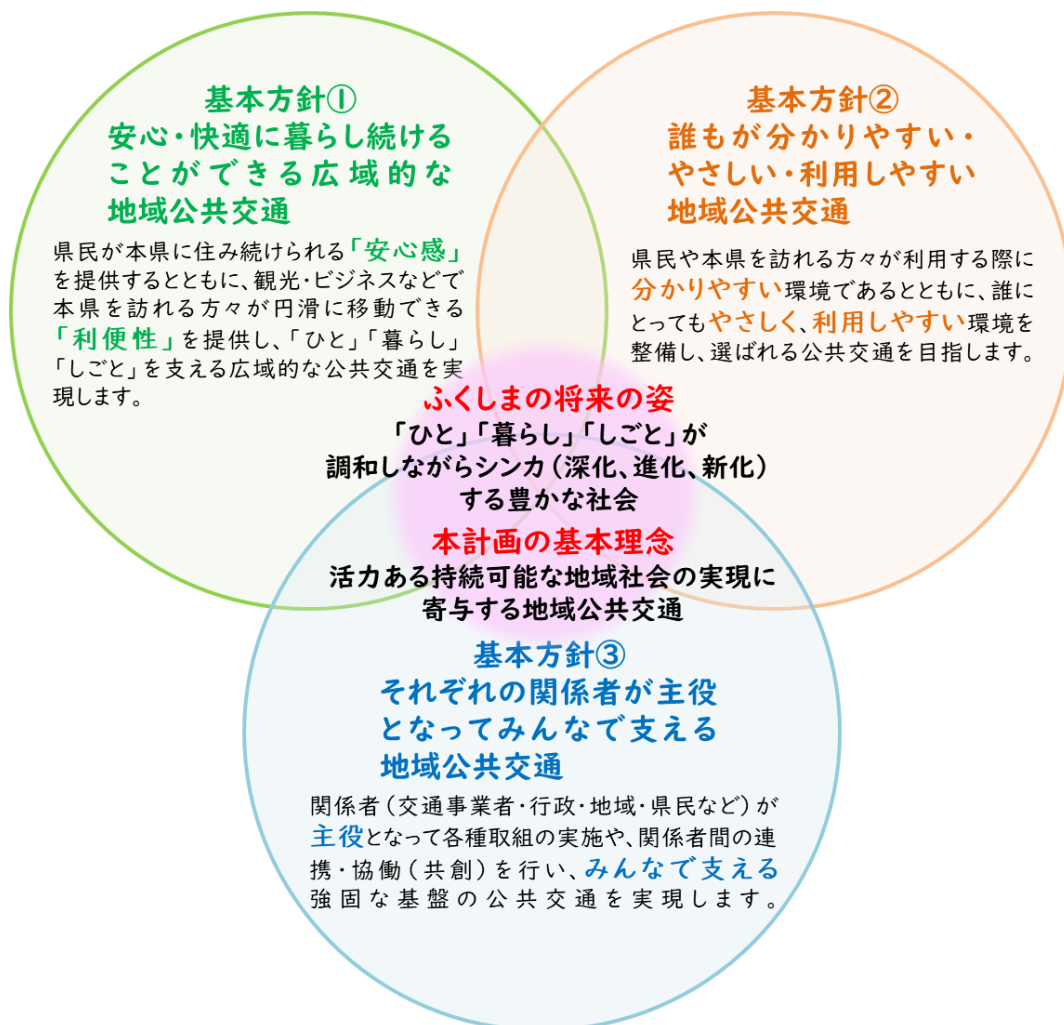 基本方針①
安心・快適に暮らし続ける
ことができる広域的な
地域公共交通
県民が本県に住み続けられる「安心感」
を提供するとともに、観光・ビジネスなどで
本県を訪れる方々が円滑に移動できる
「利便性」を提供し、「ひと」「暮らし」
「しごと」を支える広域的な公共交通を実
現します。
基本方針②
誰もが分かりやすい・
やさしい・利用しやすい
地域公共交通
県民や本県を訪れる方々が利用する際に
分かりやすい環境であるとともに、誰に
とってもやさしく、利用しやすい環境を
整備し、選ばれる公共交通を目指します。
ふくしまの将来の姿
「ひと」「暮らし」「しごと」が
調和しながらシンカ(深化、進化、新化)
する豊かな社会
本計画の基本理念
活力ある持続可能な地域社会の実現に
寄与する地域公共交通
基本方針③
それぞれの関係者が主役
となってみんなで支える
地域公共交通
関係者(交通事業者・行政・地域・県民など)が
主役となって各種取組の実施や、関係者間の連
携・協働(共創)を行い、みんなで支える
強固な基盤の公共交通を実現します。